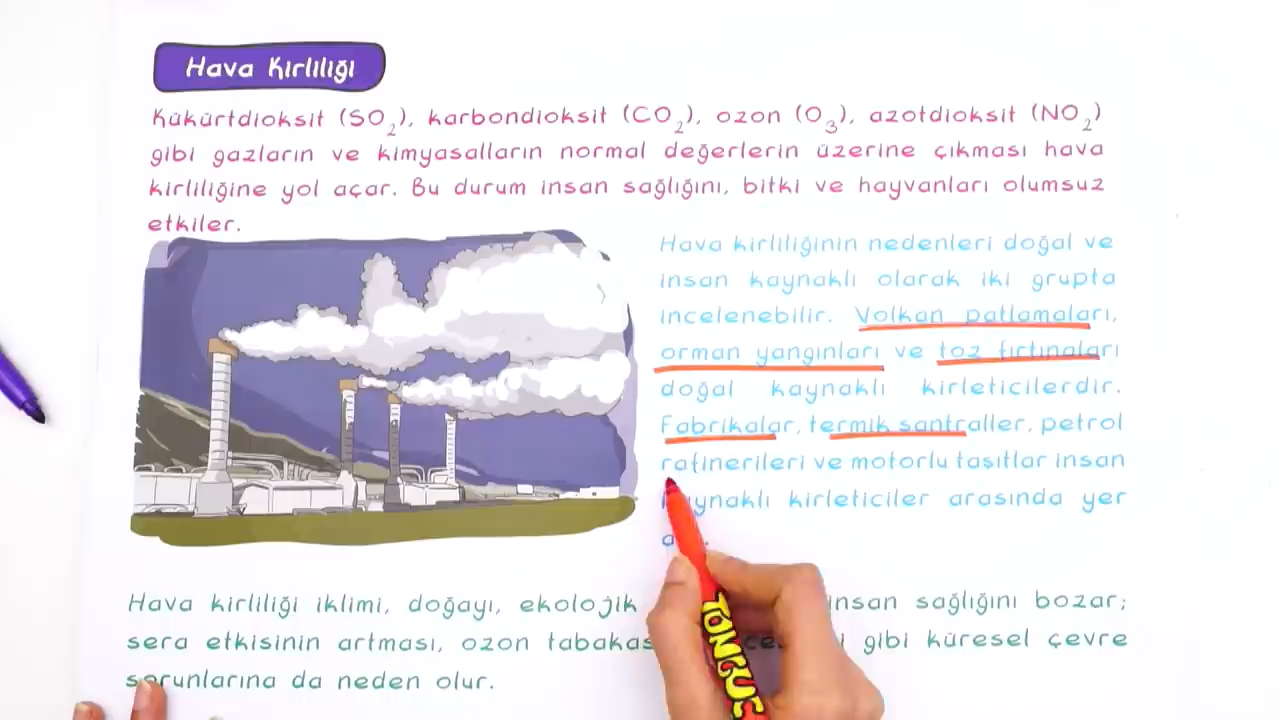 Hava Kirliliği
Kükürtdioksit (SO₂), karbondioksit (CO₂), ozon (O₃), azotdioksit (NO₂)
gibi gazların ve kimyasalların normal değerlerin üzerine çıkması hava
kirliliğine yol açar. Bu durum insan sağlığını, bitki ve hayvanları olumsuz
etkiler.
Hava kirliliğinin nedenleri doğal ve
insan kaynaklı olarak iki grupta
incelenebilir. Volkan patlamaları,
orman yangınları ve toz fırtınaları
doğal kaynaklı kirleticilerdir.
Fabrikalar, termik santraller, petrol
rafinerileri ve motorlu taşıtlar insan
kaynaklı kirleticiler arasında yer
Hava kirliliği iklimi, doğayı, ekolojik insan sağlığını bozar;
sera etkisinin artması, ozon gibi küresel çevre
sorunlarına da neden olur.